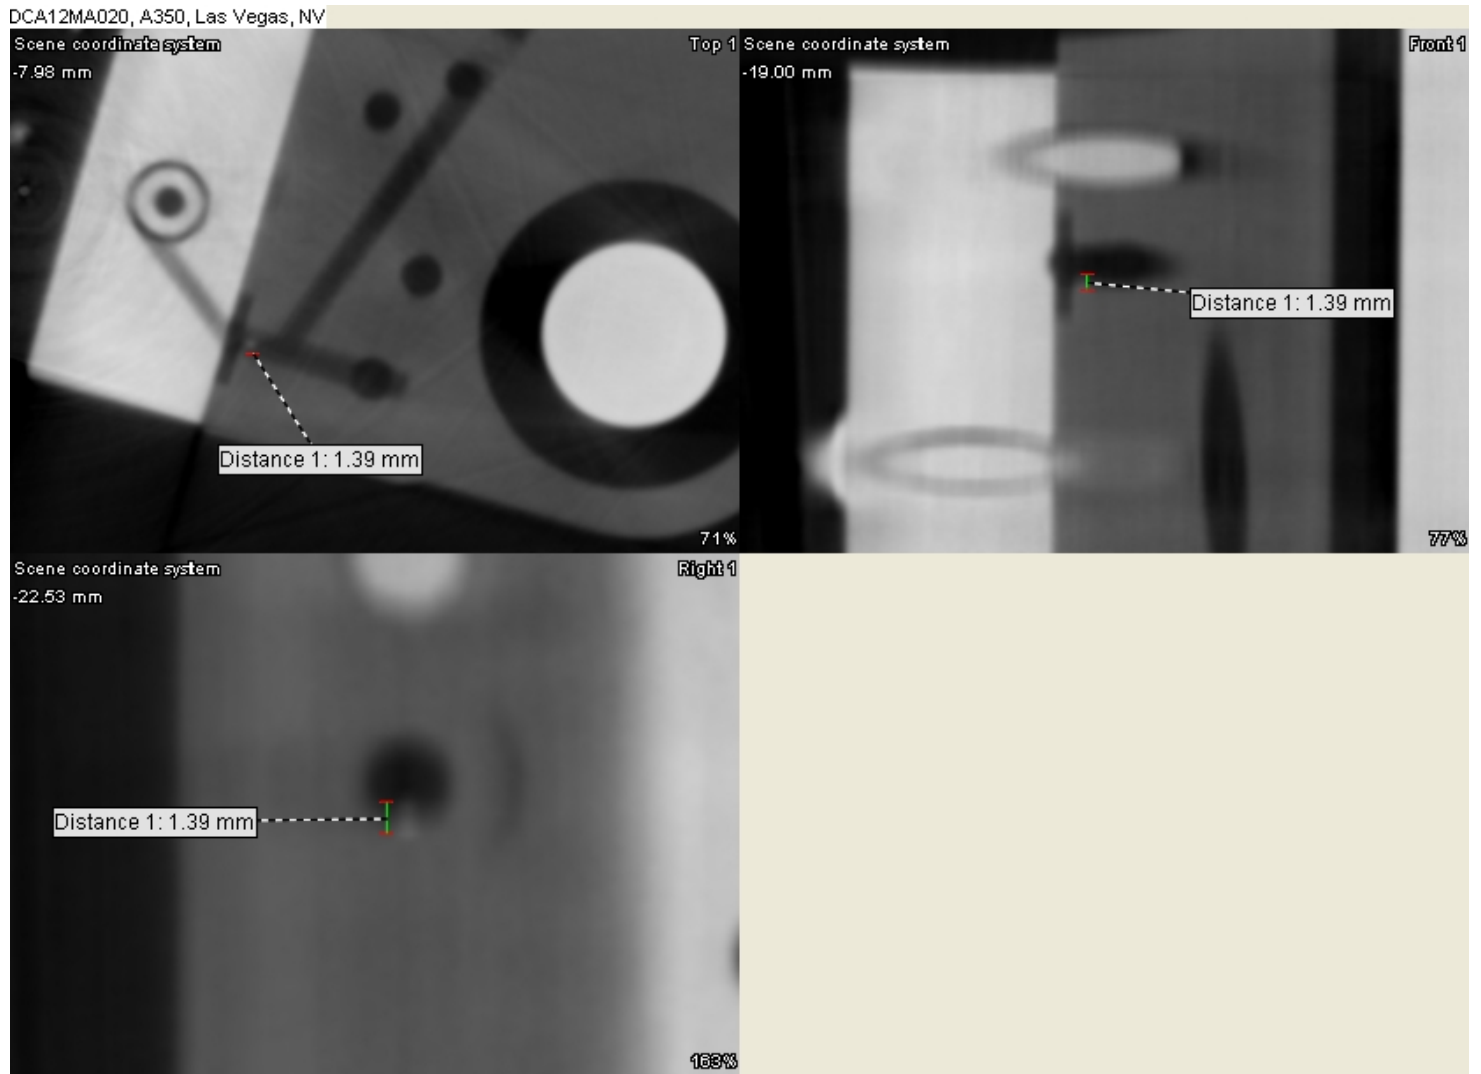 DCA12MA020, A350, Las Vegas, NV
Scene coordinate system
Top 1
-7.98 mm
Distance 1: 1.39 mm
71%
Scene coordinate system
Front 1
-19.00 mm
Distance 1: 1.39 mm
77%
Scene coordinate system
Right 1
-22.53 mm
Distance 1: 1.39 mm
163%